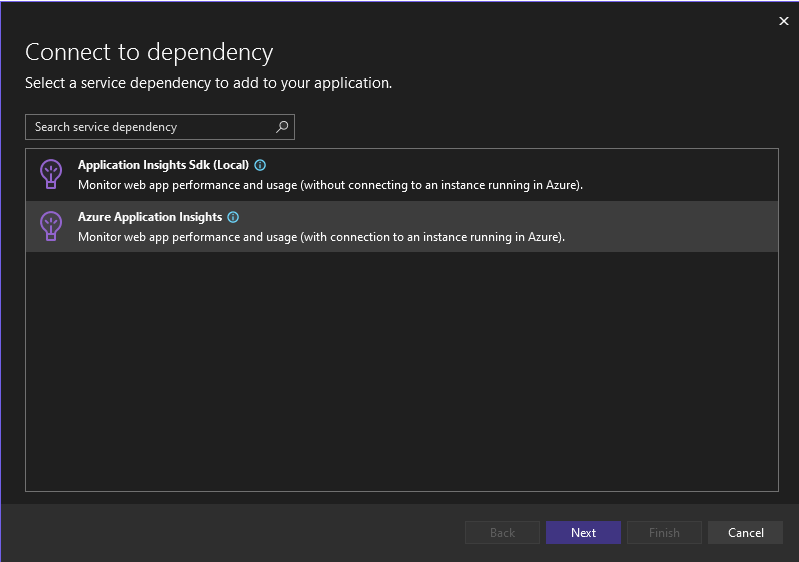 Connect to dependency
Select a service dependency to add to your application.
Search service dependency
Application Insights Sdk (Local)
Monitor web app performance and usage (without connecting to an instance running in Azure).
Azure Application Insights
Monitor web app performance and usage (with connection to an instance running in Azure).
Back
Next
Finish
Cancel